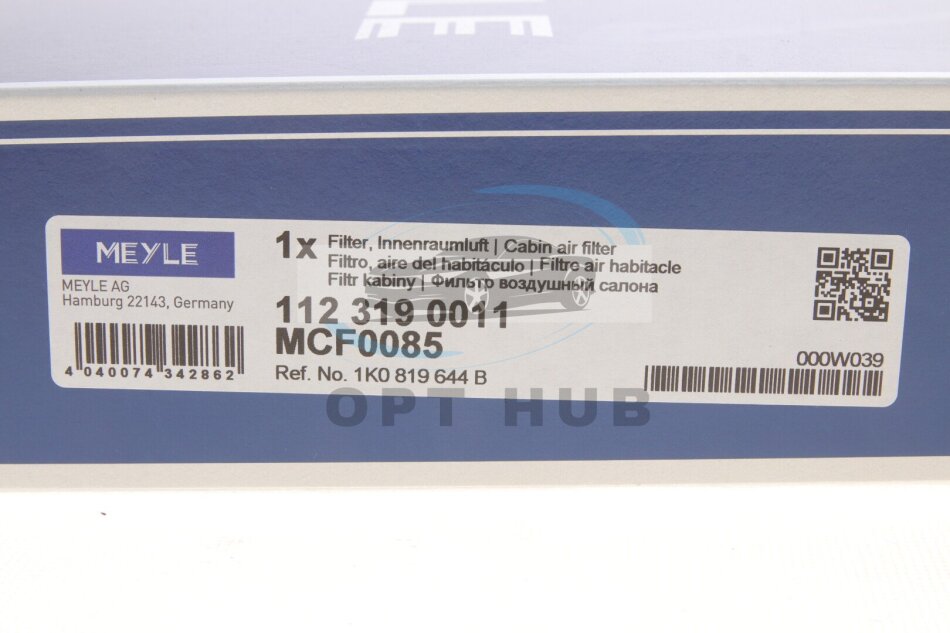 MEYLE
MEYLE AG
Hamburg 22143, Germany
4 040074 342862
1x Filter, Innenraumluft | Cabin air filter
Filtro, aire del habitáculo | Filtre air habitacle
Filtr kabiny | Фильтр воздушный салона
112 319 0011
MCF0085
Ref. No. 1K0 819 644 B
000W039
OPT HUB